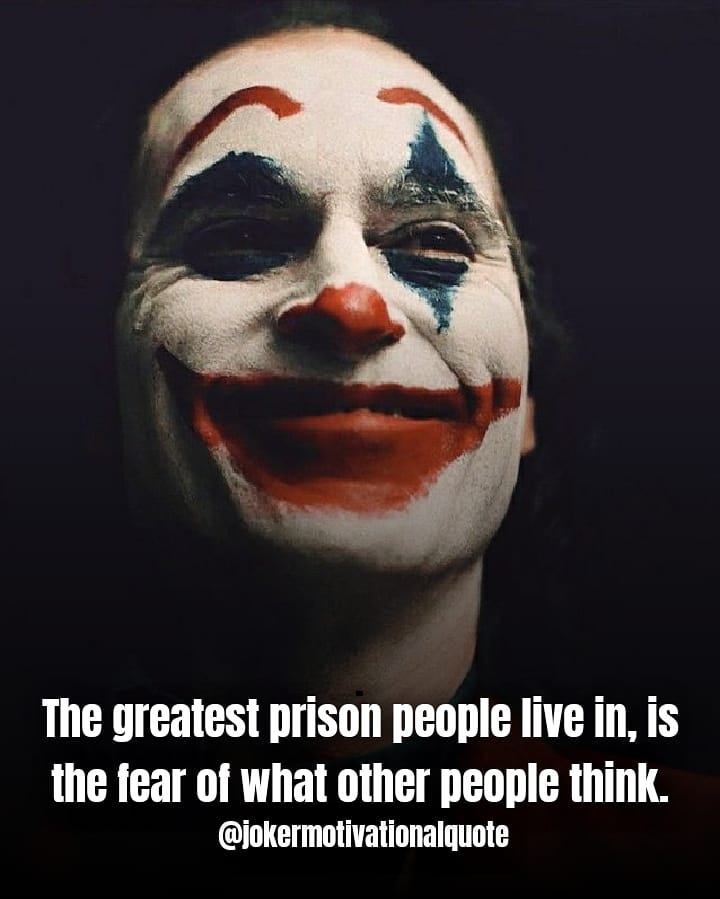 The greatest prison people live in, is
the fear of what other people think.
@jokermotivationalquote